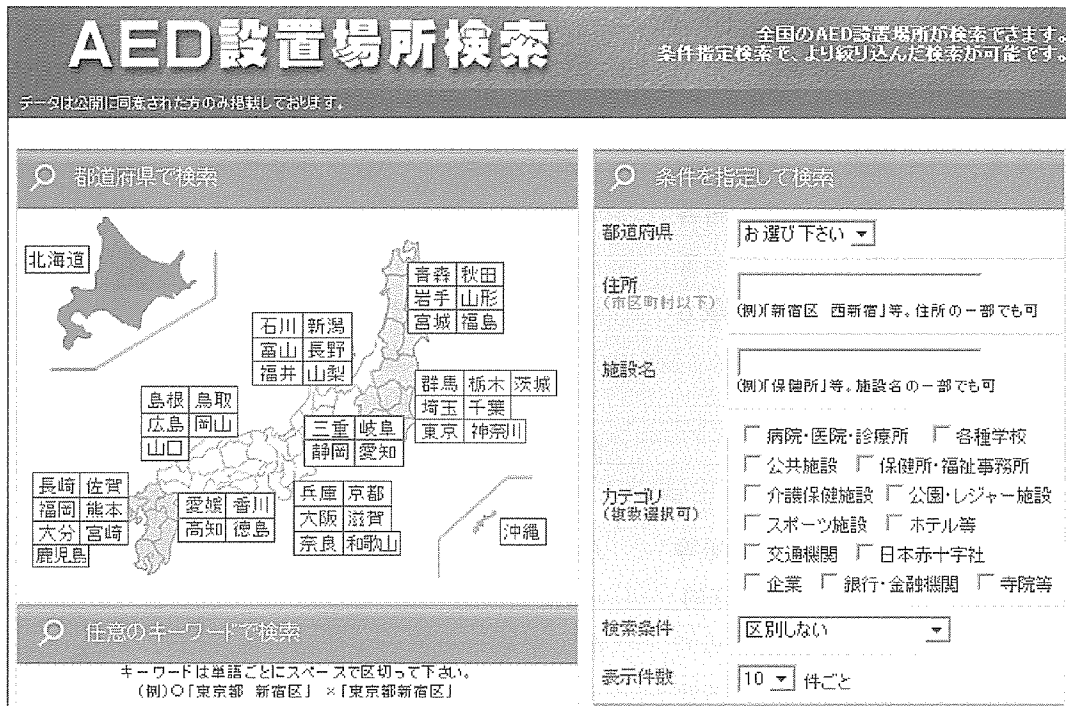 AED設置場所検索
全国のAED設置場所が検索できます。
条件指定検索で、より絞り込んだ検索が可能です。
データは公開に同意された方のみ掲載しております。
都道府県で検索
北海道
青森 秋田
岩手 山形
宮城 福島
石川 新潟
富山 長野
福井 山梨
群馬 栃木 茨城
埼玉 千葉
東京 神奈川
島根 鳥取
広島 岡山
山口
三重 岐阜
静岡 愛知
長崎 佐賀
福岡 熊本
大分 宮崎
鹿児島
愛媛 香川
高知 徳島
兵庫 京都
大阪 滋賀
奈良 和歌山
沖縄
任意のキーワードで検索
キーワードは単語ごとにスペースで区切って下さい。
(例)○「東京都 新宿区」 ×「東京都新宿区」
条件を指定して検索
都道府県 お選び下さい
住所
(市区町村以下)
(例)「新宿区 西新宿」等。住所の一部でも可
施設名
(例)「保健所」等。施設名の一部でも可
カテゴリ
(複数選択可)
病院・医院・診療所 各種学校
公共施設 保健所・福祉事務所
介護保健施設 公園・レジャー施設
スポーツ施設 ホテル等
交通機関 日本赤十字社
企業 銀行・金融機関 寺院等
検索条件 区別しない
表示件数 10 件ごと